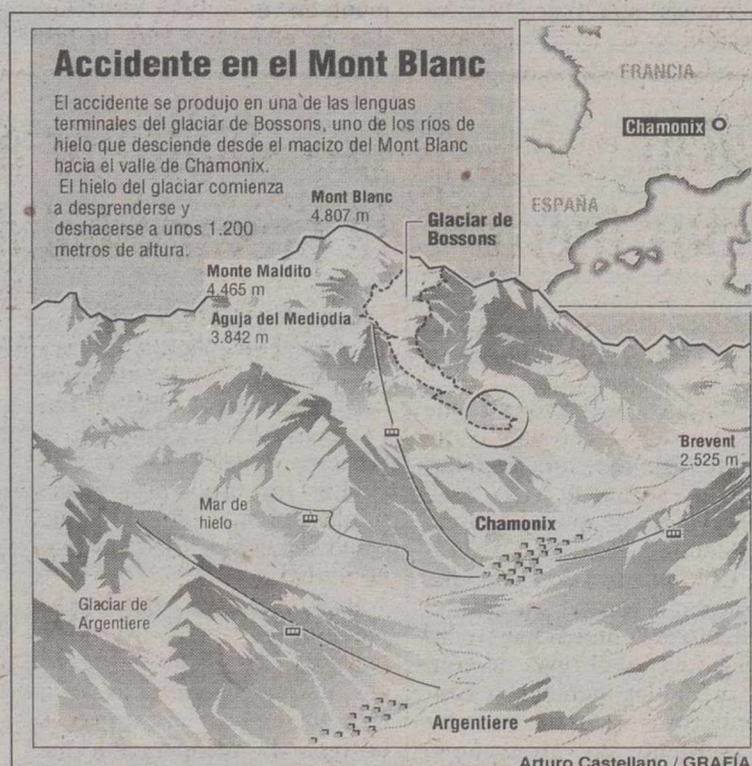 Accidente en el Mont Blanc
El accidente se produjo en una de las lenguas
terminales del glaciar de Bossons, uno de los ríos de
hielo que desciende desde el macizo del Mont Blanc
hacia el valle de Chamonix.
El hielo del glaciar comienza
a desprenderse y
deshacerse a unos 1.200
metros de altura.
FRANCIA
Chamonix
ESPAÑA
Mont Blanc
4.807 m
Glaciar de
Bossons
Monte Maldito
4.465 m
Aguja del Mediodia
3.842 m
Brevent
2.525 m
Mar de
hielo
Chamonix
Glaciar de
Argentiere
Argentiere
Arturo Castellano / GRAFÍA